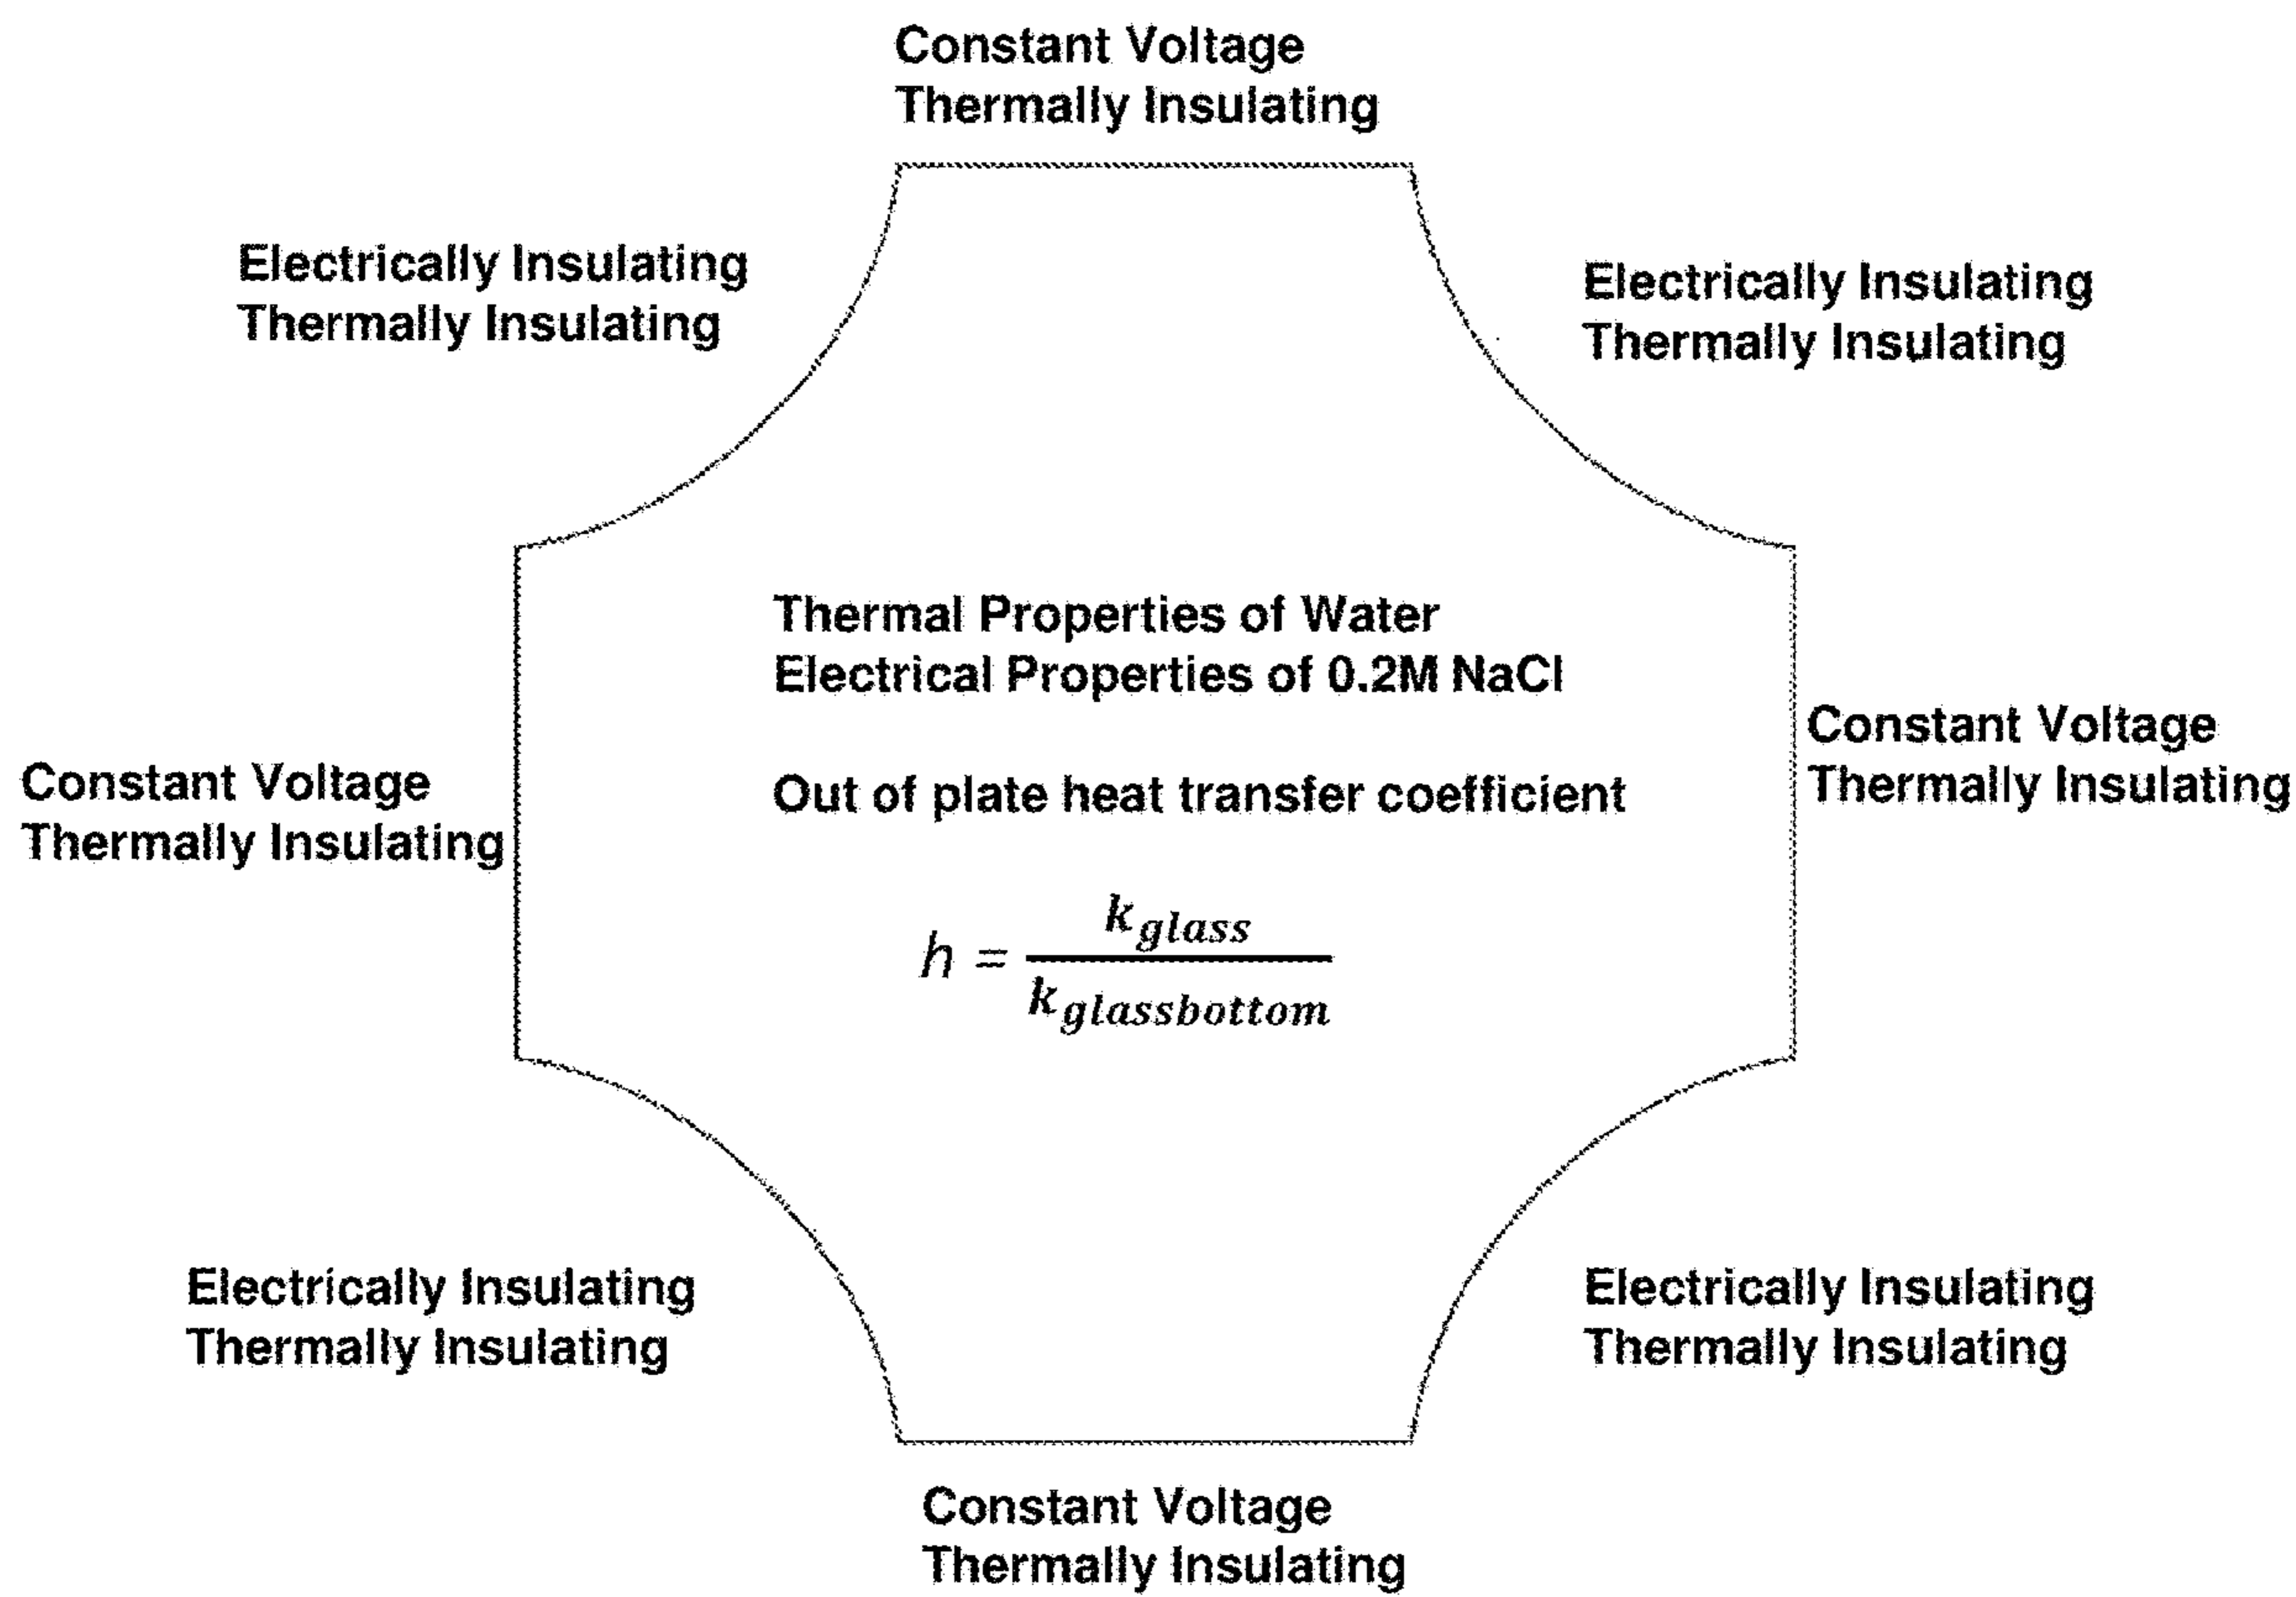 Constant Voltage
Thermally Insulating
Electrically Insulating
Thermally Insulating
Electrically Insulating
Thermally Insulating
Thermal Properties of Water
Electrical Properties of 0.2M NaCl
Constant Voltage
Thermally Insulating
Constant Voltage
Thermally Insulating
Out of plate heat transfer coefficient
h = k_glass / k_glassbottom
Electrically Insulating
Thermally Insulating
Electrically Insulating
Thermally Insulating
Constant Voltage
Thermally Insulating